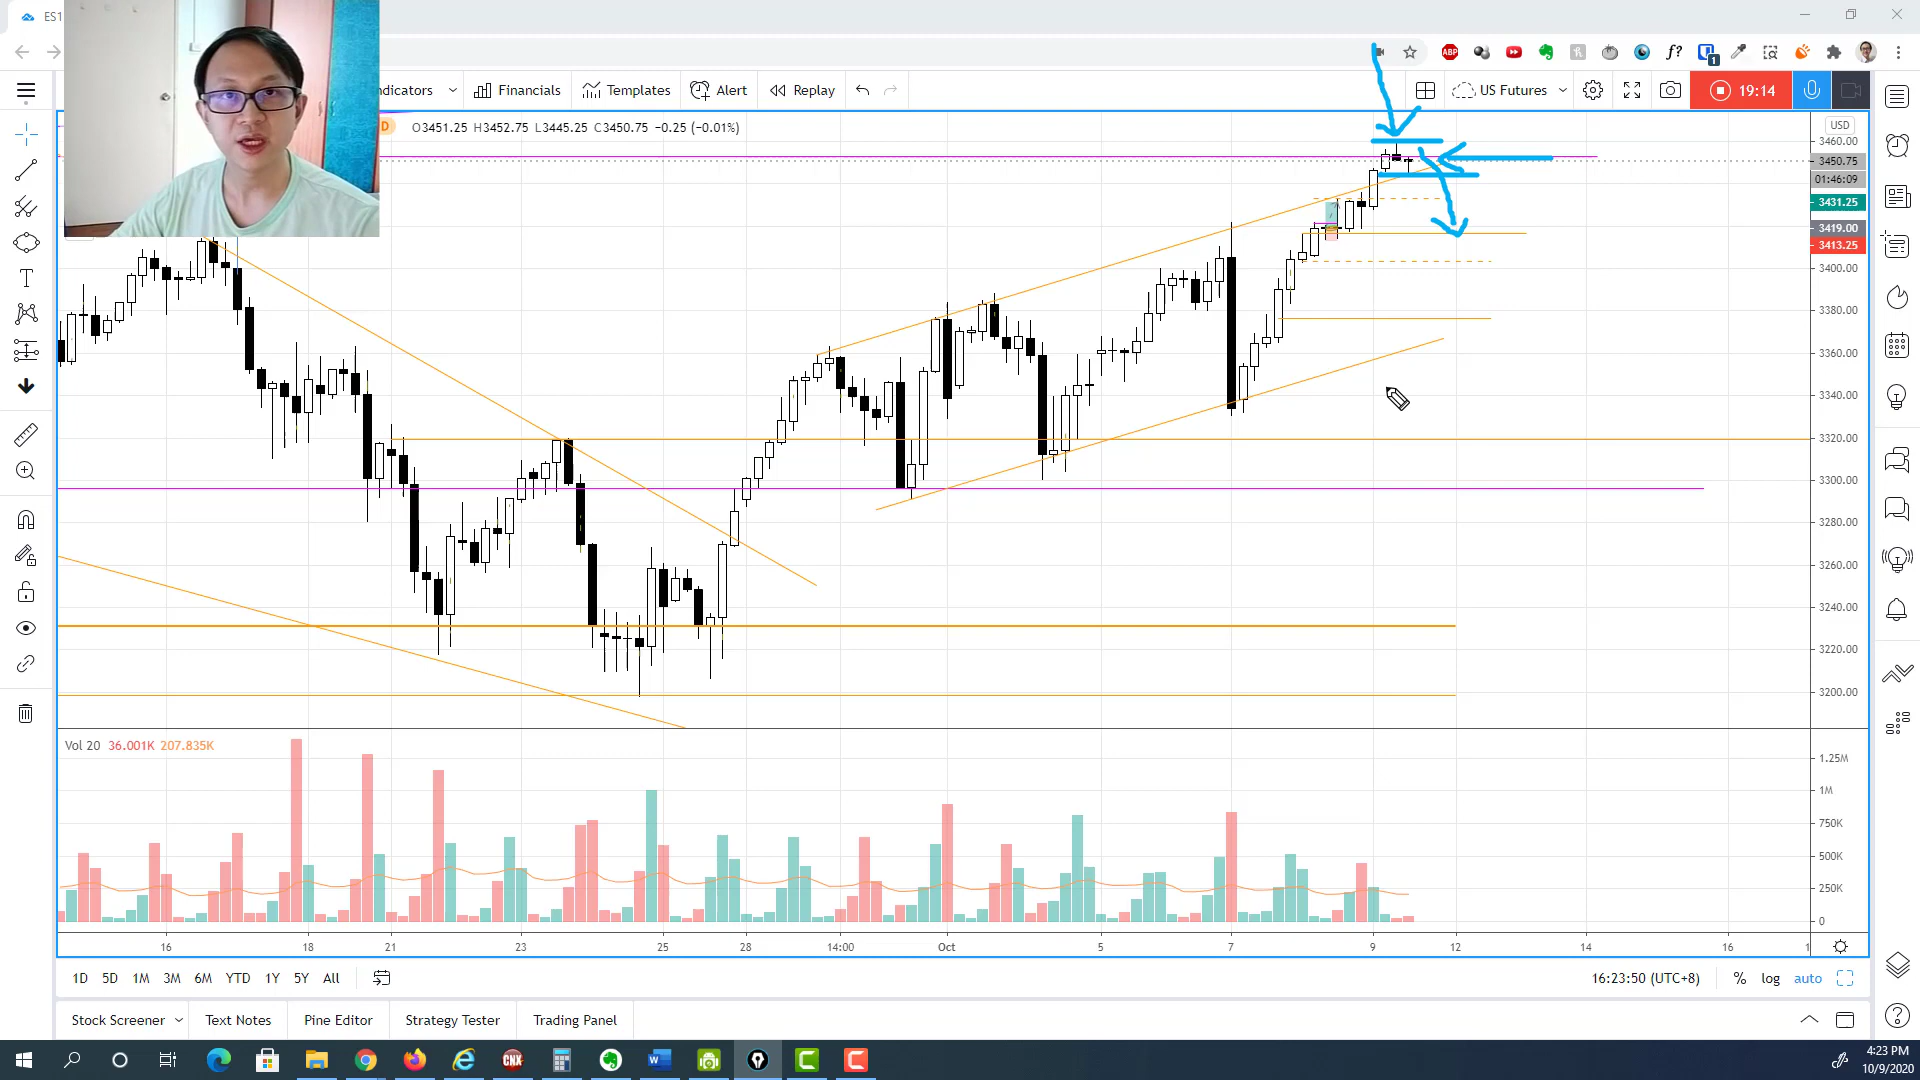 ES1
ABP
f?
1
ndicators
Financials
Templates
Alert
Replay
US Futures
19:14
D O3451.25 H3452.75 L3445.25 C3450.75 −0.25 (−0.01%)
USD
3460.00
3450.75
01:46:09
3431.25
3419.00
3413.25
3400.00
3380.00
3360.00
3340.00
3320.00
3300.00
3280.00
3260.00
3240.00
3220.00
3200.00
Vol 20 36.001K 207.835K
1.25M
1M
750K
500K
250K
0
16 18 21 23 25 28 14:00 Oct 5 7 9 12 14 16 1
1D 5D 1M 3M 6M YTD 1Y 5Y All
16:23:50 (UTC+8) % log auto
Stock Screener Text Notes Pine Editor Strategy Tester Trading Panel
CNX
4:23 PM
10/9/2020